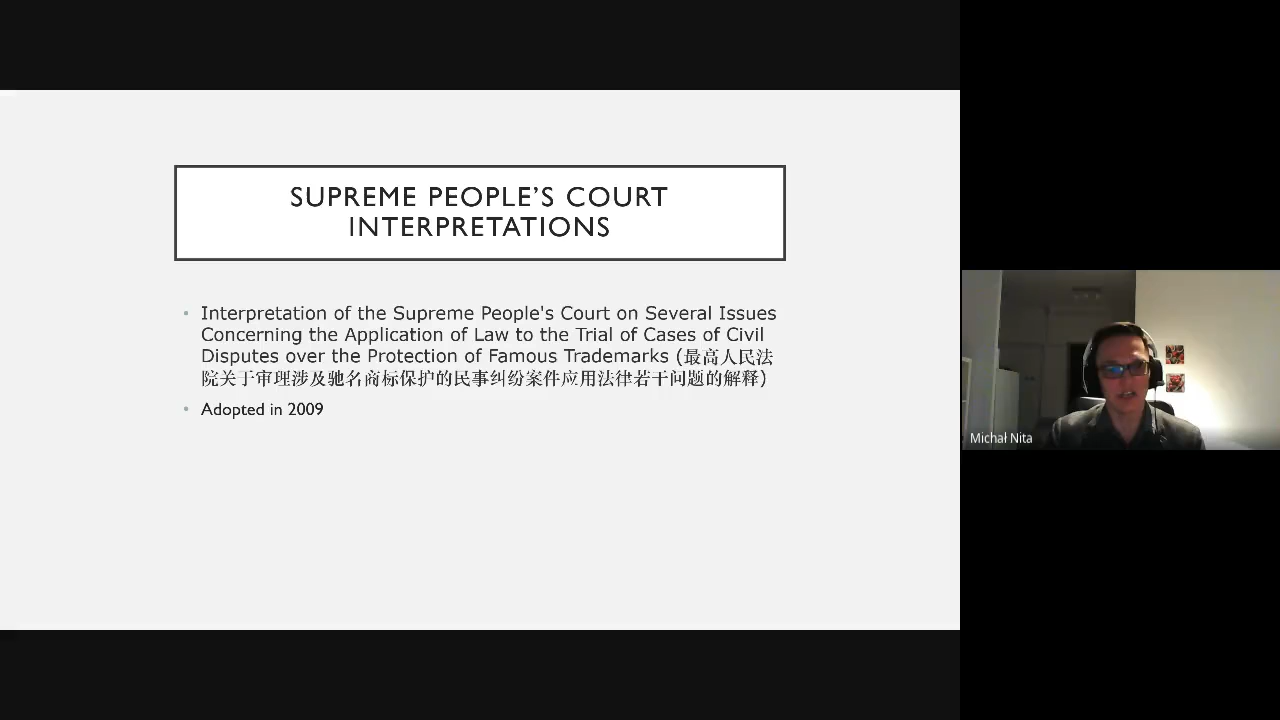 SUPREME PEOPLE’S COURT
INTERPRETATIONS
• Interpretation of the Supreme People's Court on Several Issues
Concerning the Application of Law to the Trial of Cases of Civil
Disputes over the Protection of Famous Trademarks (最高人民法
院关于审理涉及驰名商标保护的民事纠纷案件应用法律若干问题的解释)
• Adopted in 2009
Michał Nita